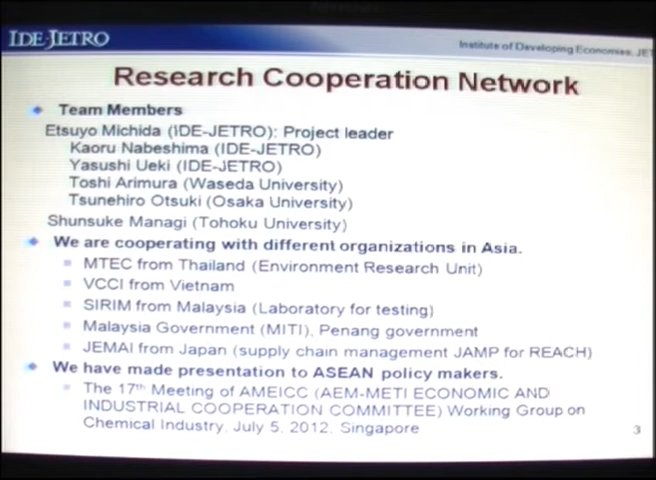 IDE-JETRO
Institute of Developing Economies, JET
Research Cooperation Network
Team Members
Etsuyo Michida (IDE-JETRO): Project leader
Kaoru Nabeshima (IDE-JETRO)
Yasushi Ueki (IDE-JETRO)
Toshi Arimura (Waseda University)
Tsunehiro Otsuki (Osaka University)
Shunsuke Managi (Tohoku University)
We are cooperating with different organizations in Asia.
MTEC from Thailand (Environment Research Unit)
VCCI from Vietnam
SIRIM from Malaysia (Laboratory for testing)
Malaysia Government (MITI), Penang government
JEMAI from Japan (supply chain management JAMP for REACH)
We have made presentation to ASEAN policy makers.
The 17th Meeting of AMEICC (AEM-METI ECONOMIC AND
INDUSTRIAL COOPERATION COMMITTEE) Working Group on
Chemical Industry, July 5, 2012, Singapore
3